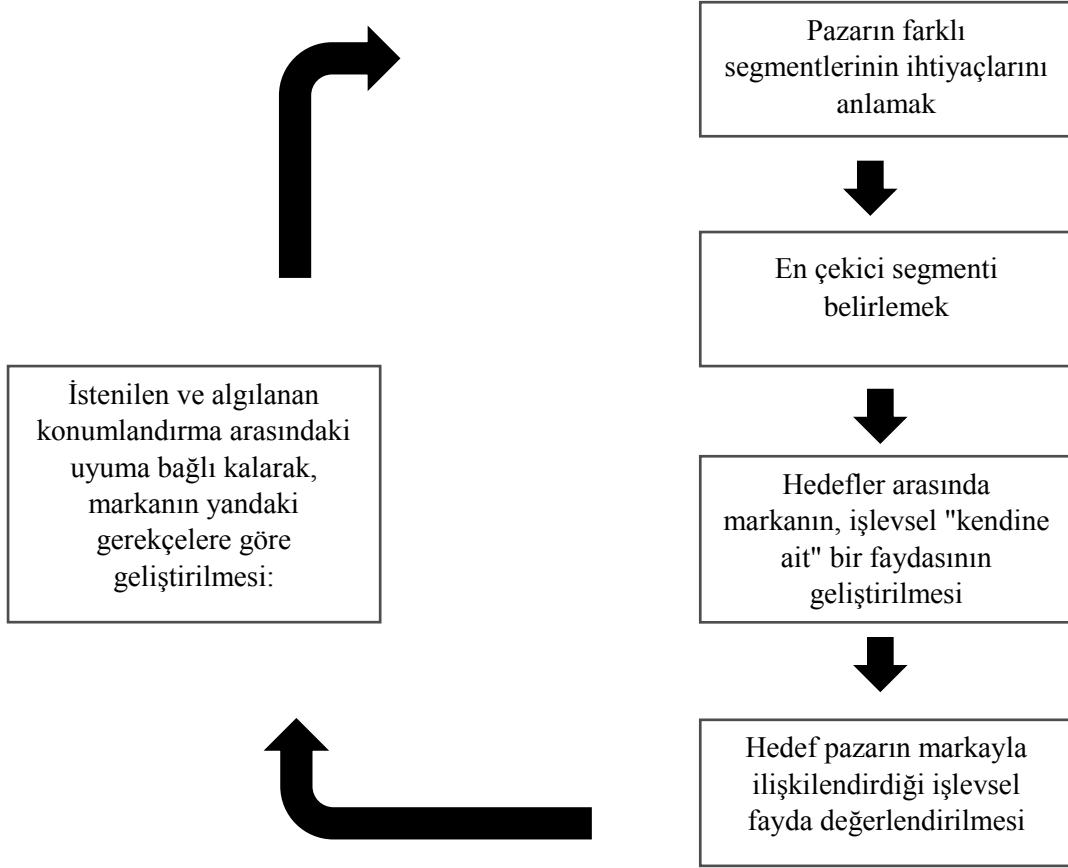 Pazarın farklı
segmentlerinin ihtiyaçlarını
anlamak
En çekici segmenti
belirlemek
İstenilen ve algılanan
konumlandırma arasındaki
uyuma bağlı kalarak,
markanın yandaki
gerekçelere göre
geliştirilmesi:
Hedefler arasında
markanın, işlevsel "kendine
ait" bir faydasının
geliştirilmesi
Hedef pazarın markayla
ilişkilendirdiği işlevsel
fayda değerlendirilmesi